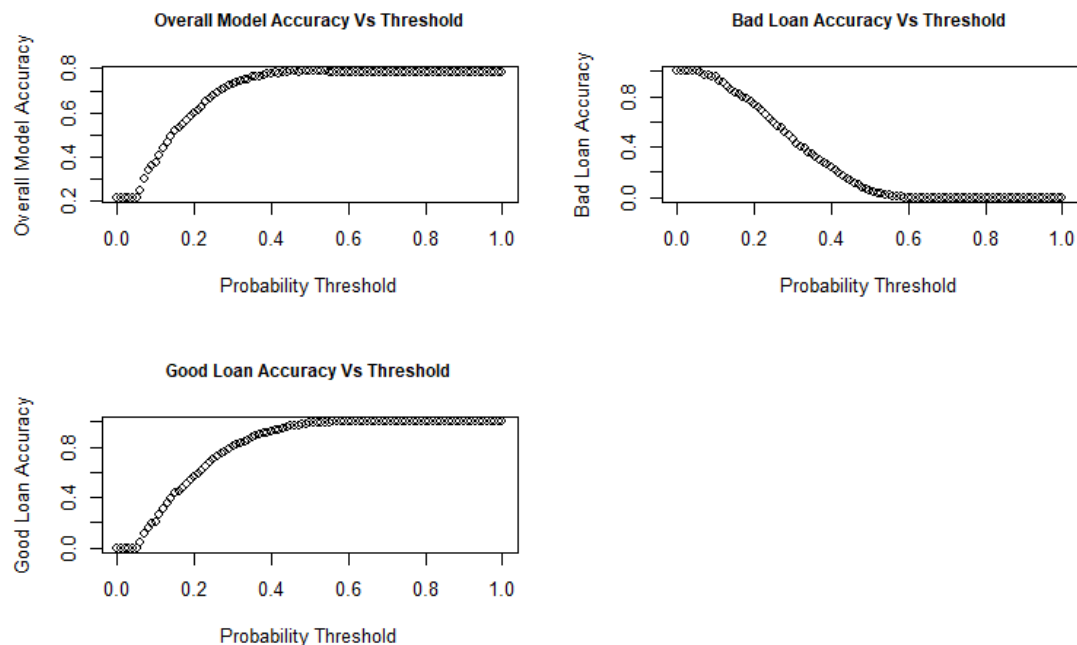 Overall Model Accuracy Vs Threshold
Overall Model Accuracy
0.8
0.6
0.4
0.2
0.0 0.2 0.4 0.6 0.8 1.0
Probability Threshold
Bad Loan Accuracy Vs Threshold
Bad Loan Accuracy
0.8
0.4
0.0
0.0 0.2 0.4 0.6 0.8 1.0
Probability Threshold
Good Loan Accuracy Vs Threshold
Good Loan Accuracy
0.8
0.4
0.0
0.0 0.2 0.4 0.6 0.8 1.0
Probability Threshold